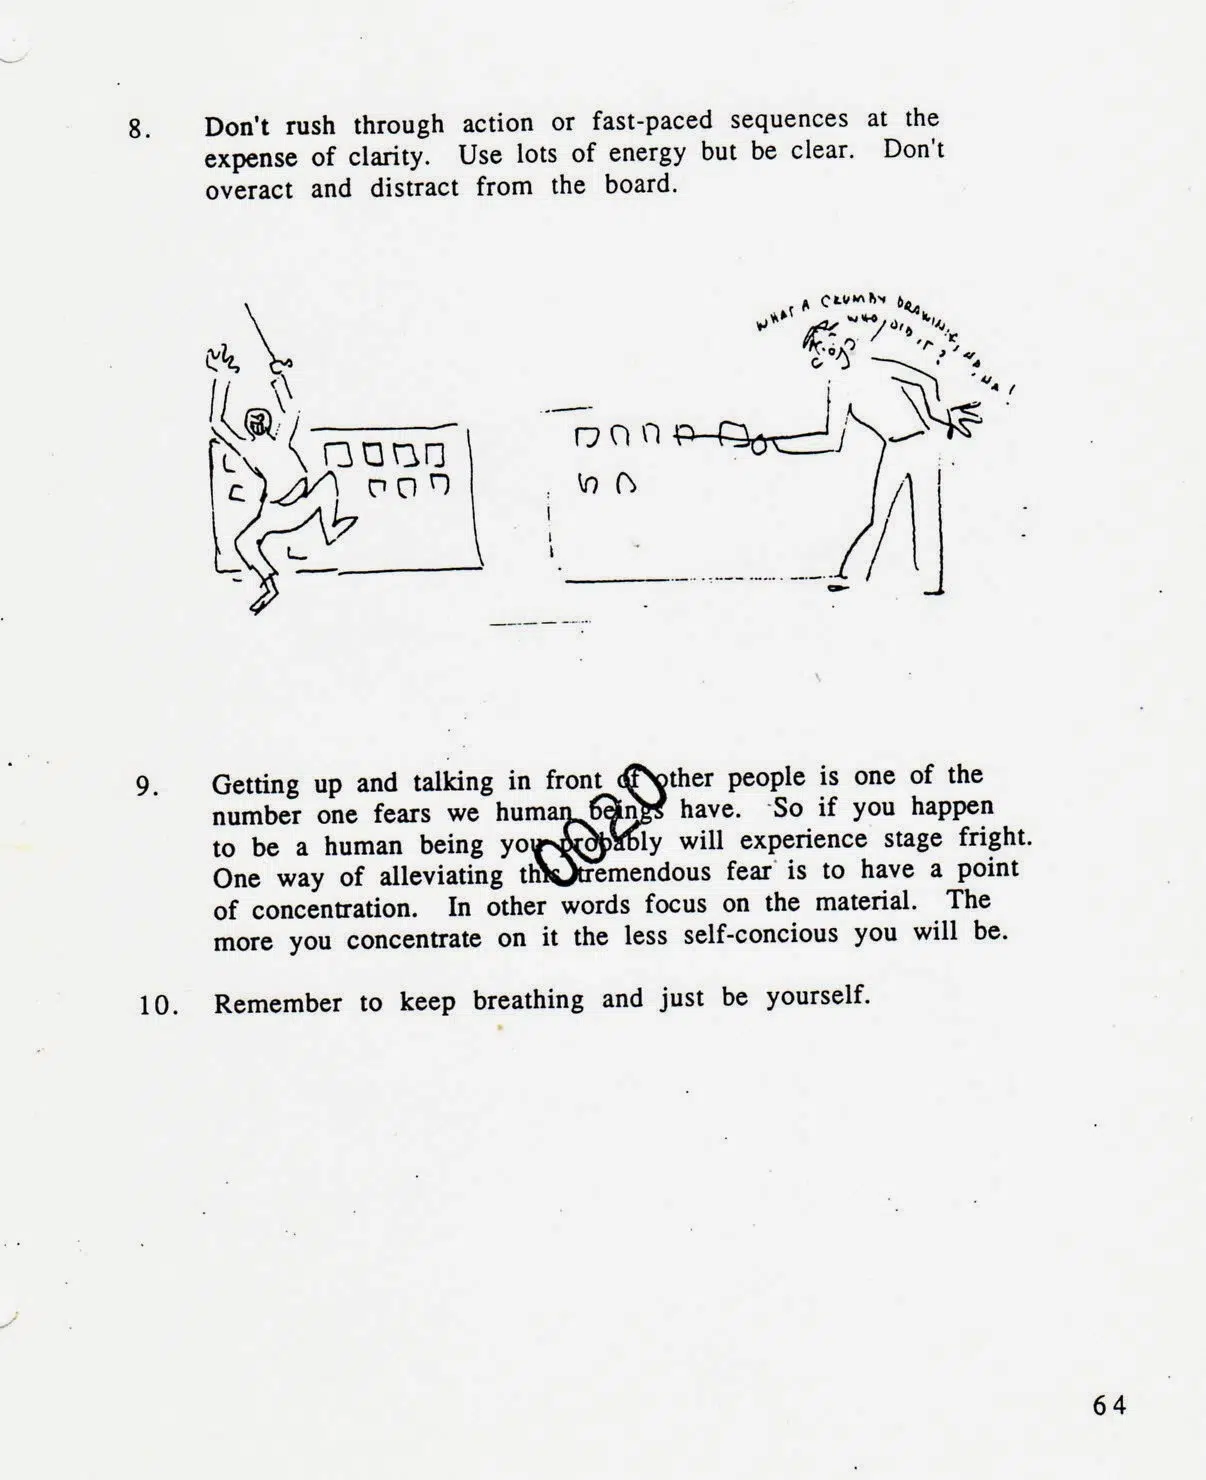 8. Don't rush through action or fast-paced sequences at the
expense of clarity. Use lots of energy but be clear. Don't
overact and distract from the board.
WHAT A CRUMBY DRAWING, HA, HA!
WHO DID IT?
9. Getting up and talking in front of other people is one of the
number one fears we human beings have. So if you happen
to be a human being you probably will experience stage fright.
One way of alleviating this tremendous fear is to have a point
of concentration. In other words focus on the material. The
more you concentrate on it the less self-concious you will be.
0020
10. Remember to keep breathing and just be yourself.
64